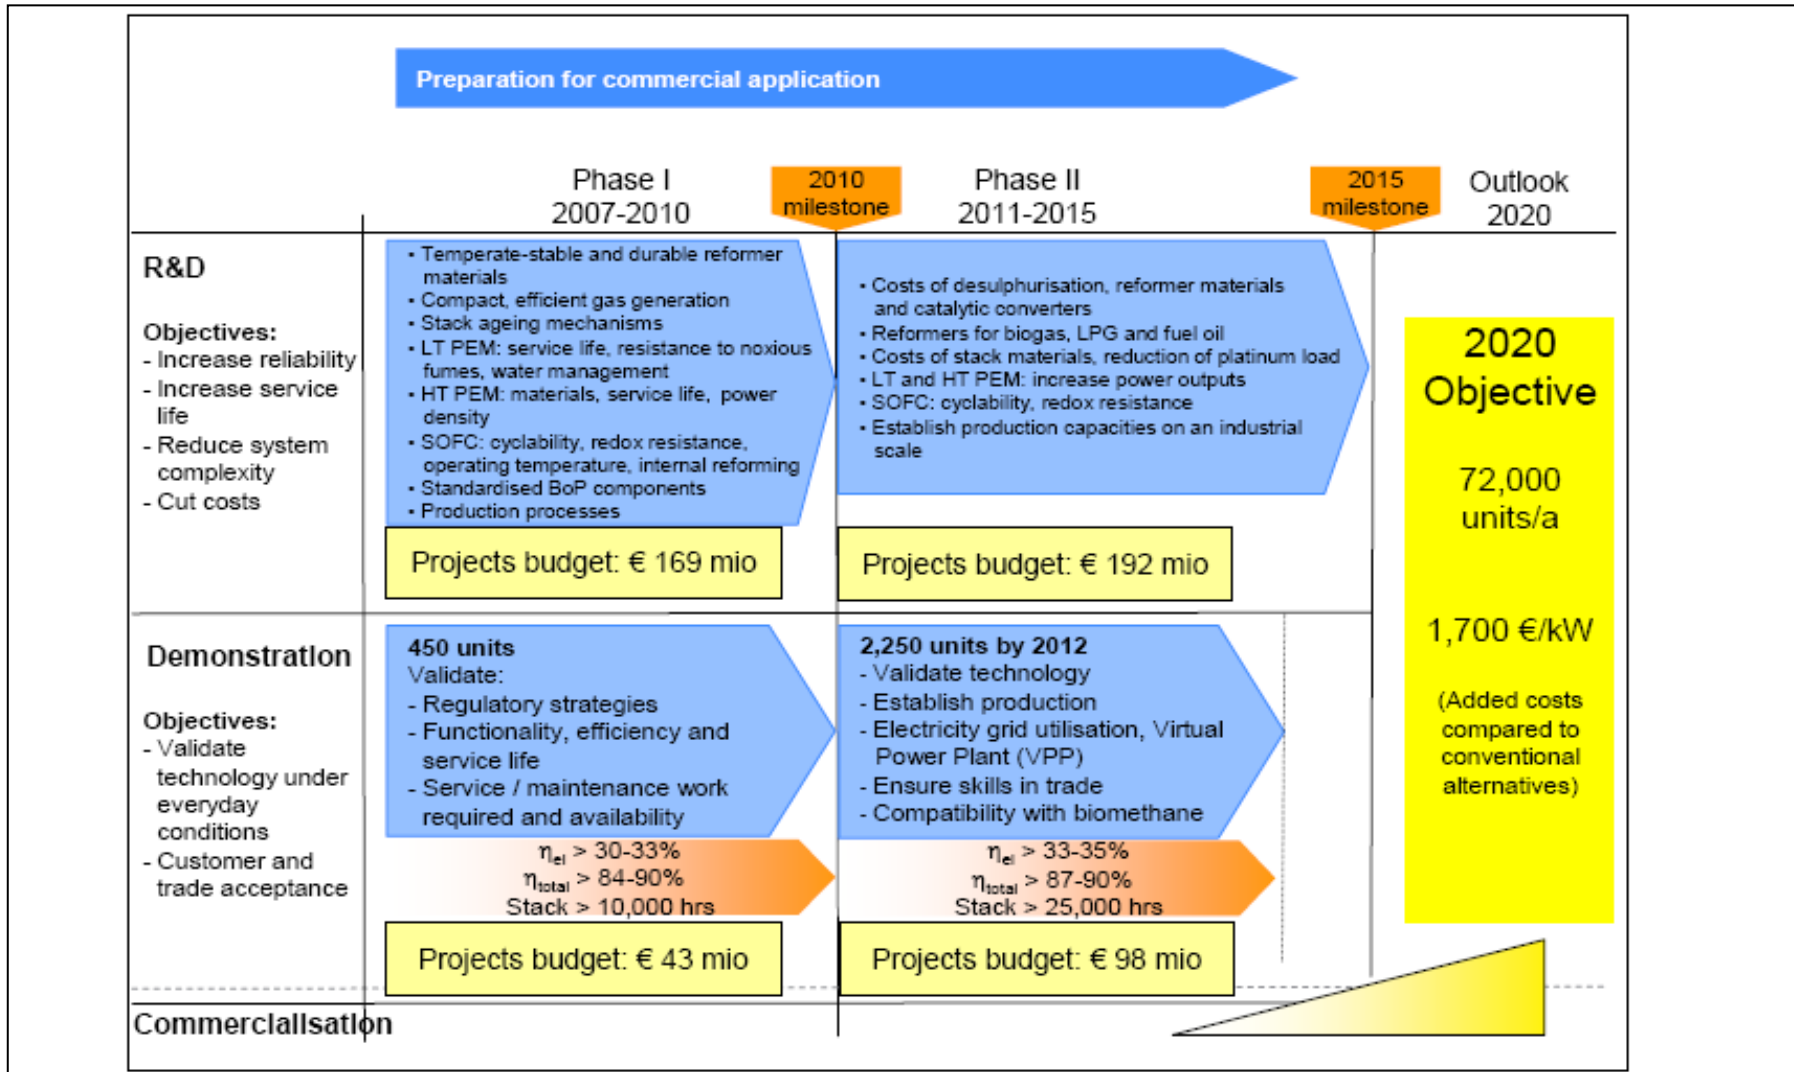 Preparation for commercial application
Phase I
2007-2010
2010
milestone
Phase II
2011-2015
2015
milestone
Outlook
2020
R&D
Objectives:
- Increase reliability
- Increase service
life
- Reduce system
complexity
- Cut costs
▪ Temperate-stable and durable reformer
materials
▪ Compact, efficient gas generation
▪ Stack ageing mechanisms
▪ LT PEM: service life, resistance to noxious
fumes, water management
▪ HT PEM: materials, service life, power
density
▪ SOFC: cyclability, redox resistance,
operating temperature, internal reforming
▪ Standardised BoP components
▪ Production processes
Projects budget: € 169 mio
▪ Costs of desulphurisation, reformer materials
and catalytic converters
▪ Reformers for biogas, LPG and fuel oil
▪ Costs of stack materials, reduction of platinum load
▪ LT and HT PEM: increase power outputs
▪ SOFC: cyclability, redox resistance
▪ Establish production capacities on an industrial
scale
Projects budget: € 192 mio
2020
Objective
72,000
units/a
1,700 €/kW
(Added costs
compared to
conventional
alternatives)
Demonstration
Objectives:
- Validate
technology under
everyday
conditions
- Customer and
trade acceptance
450 units
Validate:
- Regulatory strategies
- Functionality, efficiency and
service life
- Service / maintenance work
required and availability
ηel > 30-33%
ηtotal > 84-90%
Stack > 10,000 hrs
Projects budget: € 43 mio
2,250 units by 2012
- Validate technology
- Establish production
- Electricity grid utilisation, Virtual
Power Plant (VPP)
- Ensure skills in trade
- Compatibility with biomethane
ηel > 33-35%
ηtotal > 87-90%
Stack > 25,000 hrs
Projects budget: € 98 mio
Commercialisation